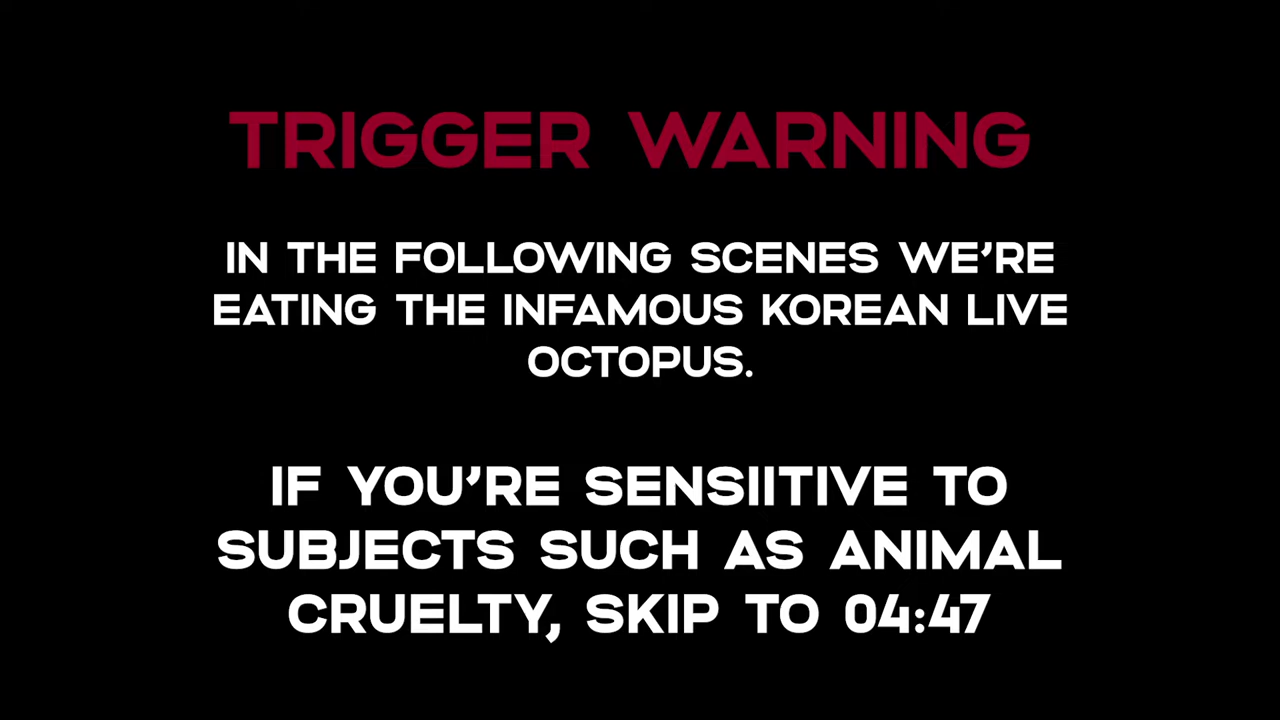 TRIGGER WARNING
IN THE FOLLOWING SCENES WE'RE
EATING THE INFAMOUS KOREAN LIVE
OCTOPUS.
IF YOU'RE SENSIITIVE TO
SUBJECTS SUCH AS ANIMAL
CRUELTY, SKIP TO 04:47